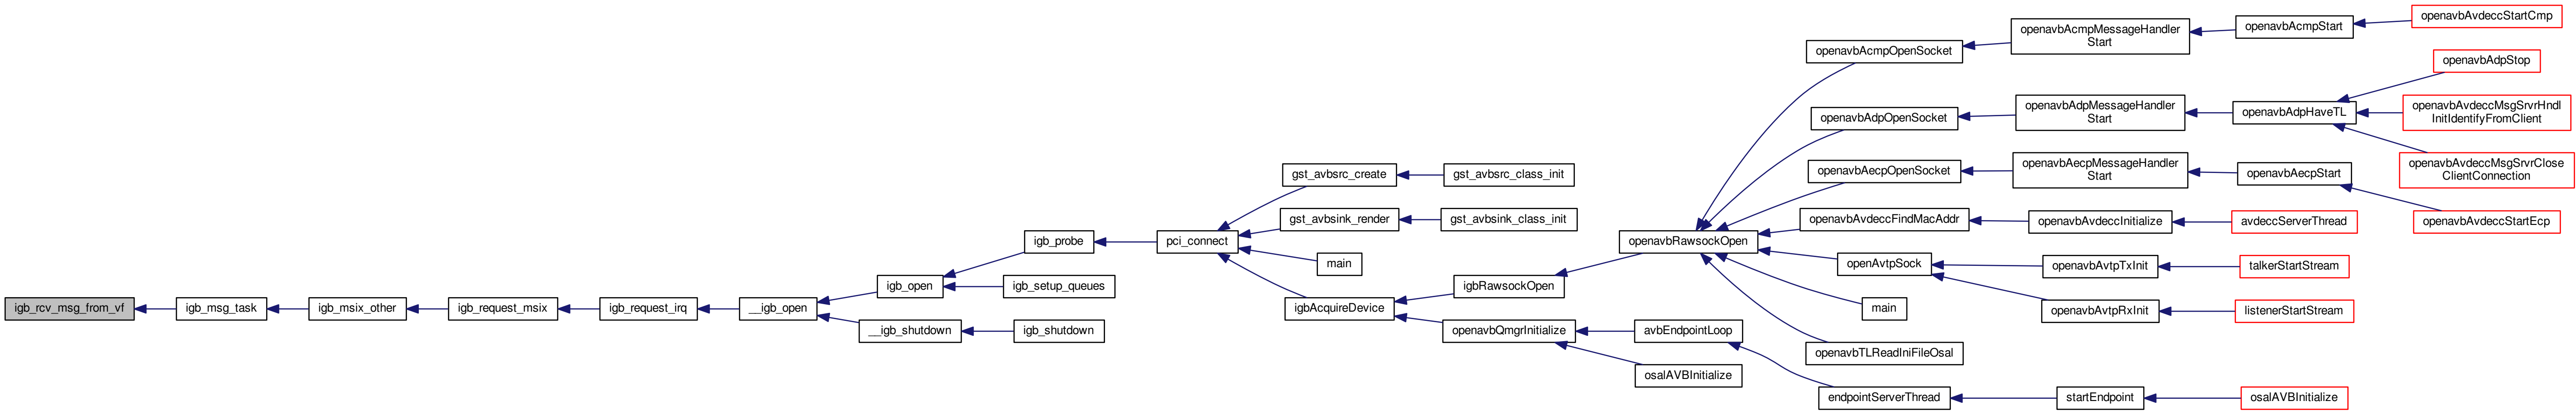 igb_rcv_msg_from_vf
igb_msg_task
igb_msix_other
igb_request_msix
igb_request_irq
__igb_open
igb_open
igb_probe
pci_connect
gst_avbsrc_create
gst_avbsrc_class_init
gst_avbsink_render
gst_avbsink_class_init
main
igbAcquireDevice
igbRawsockOpen
openavbRawsockOpen
openavbAcmpOpenSocket
openavbAcmpMessageHandler
Start
openavbAcmpStart
openavbAvdeccStartCmp
openavbAdpOpenSocket
openavbAdpMessageHandler
Start
openavbAdpHaveTL
openavbAdpStop
openavbAvdeccMsgSrvrHndl
InitIdentifyFromClient
openavbAvdeccMsgSrvrClose
ClientConnection
openavbAecpOpenSocket
openavbAecpMessageHandler
Start
openavbAecpStart
openavbAvdeccStartEcp
openavbAvdeccFindMacAddr
openavbAvdeccInitialize
avdeccServerThread
openAvtpSock
openavbAvtpTxInit
talkerStartStream
openavbAvtpRxInit
listenerStartStream
main
openavbTLReadIniFileOsal
openavbQmgrInitialize
avbEndpointLoop
endpointServerThread
startEndpoint
osalAVBInitialize
osalAVBInitialize
igb_setup_queues
__igb_shutdown
igb_shutdown